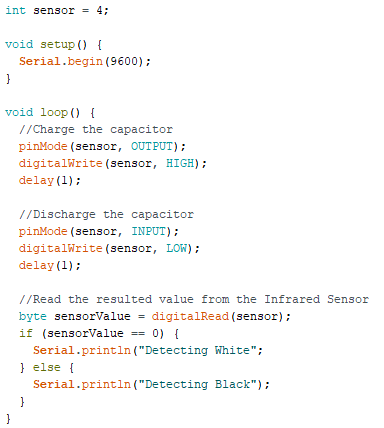 int sensor = 4;
void setup() {
Serial.begin(9600);
}
void loop() {
//Charge the capacitor
pinMode(sensor, OUTPUT);
digitalWrite(sensor, HIGH);
delay(1);
//Discharge the capacitor
pinMode(sensor, INPUT);
digitalWrite(sensor, LOW);
delay(1);
//Read the resulted value from the Infrared Sensor
byte sensorValue = digitalRead(sensor);
if (sensorValue == 0) {
Serial.println("Detecting White";
} else {
Serial.println("Detecting Black");
}
}